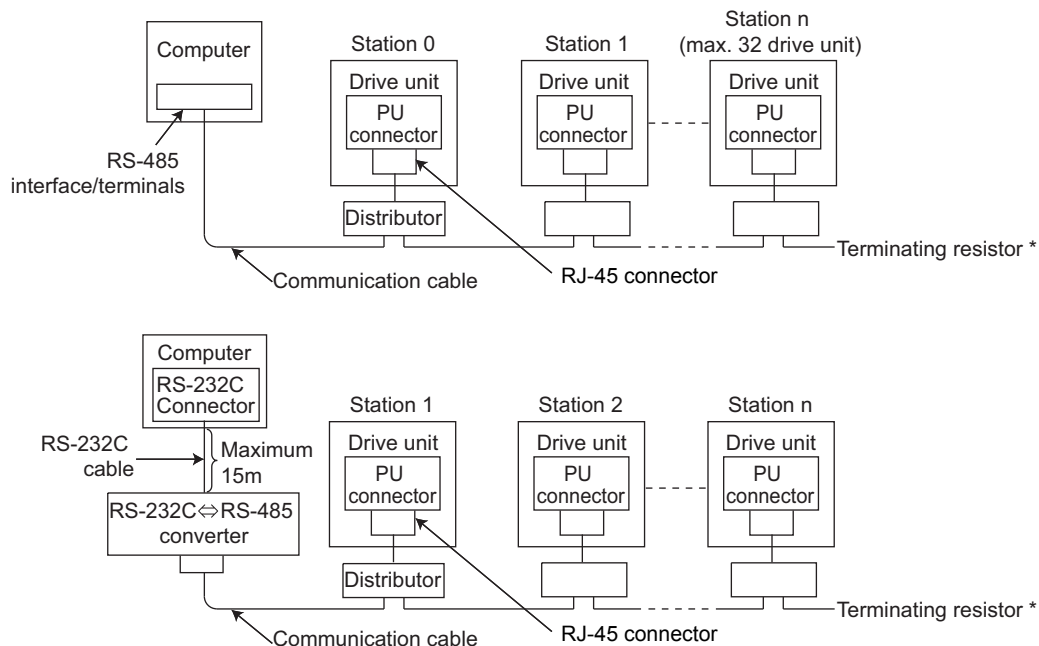 Computer
RS-485
interface/terminals
Station 0
Drive unit
PU
connector
Distributor
Station 1
Drive unit
PU
connector
Station n
(max. 32 drive unit)
Drive unit
PU
connector
Terminating resistor *
Communication cable
RJ-45 connector
Computer
RS-232C
Connector
RS-232C
cable
Maximum
15m
RS-232C⇔RS-485
converter
Station 1
Drive unit
PU
connector
Distributor
Station 2
Drive unit
PU
connector
Station n
Drive unit
PU
connector
Terminating resistor *
Communication cable
RJ-45 connector